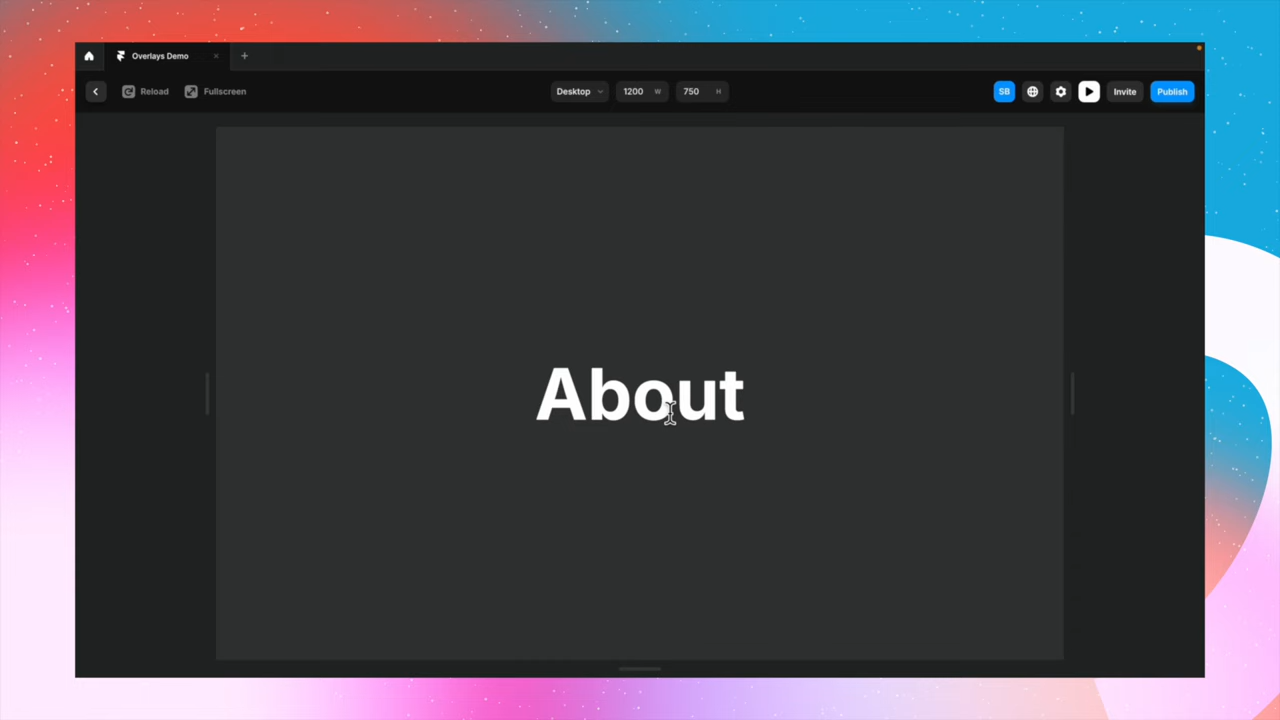 Overlays Demo
Reload Fullscreen Desktop 1200 W 750 H SB Invite Publish
About